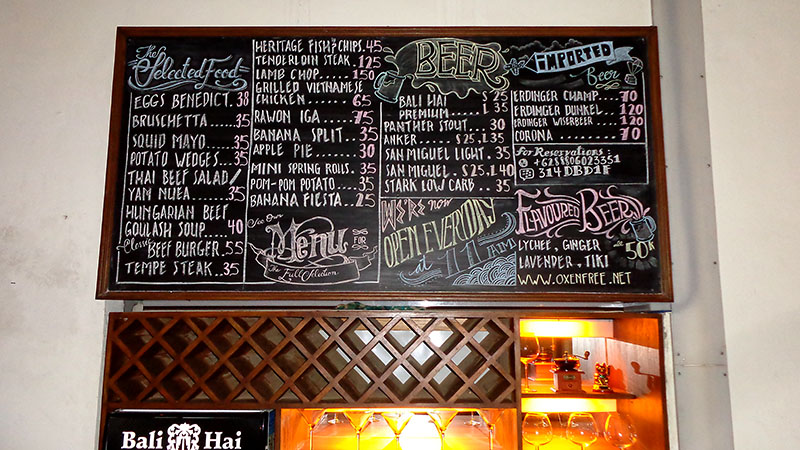 The
Selected Food
EGGS BENEDICT. 38
BRUSCHETTA.....35
SQUID MAYO.....35
POTATO WEDGES...35
THAI BEEF SALAD/
YAM NUEA.......35
HUNGARIAN BEEF
GOULASH SOUP....40
Classic
BEEF BURGER.55
TEMPE STEAK..35
HERITAGE FISH & CHIPS.45
TENDERLOIN STEAK.125
LAMB CHOP.....150
GRILLED VIETNAMESE
CHICKEN ...... 65
RAWON IGA .... 75
BANANA SPLIT... 35
APPLE PIE...... 30
MINI SPRING ROLLS. 35
POM-POM POTATO....35
BANANA FIESTA..25
See Our
Menu
FOR
The Full Selection
BEER
BALI HAI S 25
PREMIUM..... L 35
PANTHER STOUT.. 30
ANKER..... S 25, L 35
SAN MIGUEL LIGHT. 35
SAN MIGUEL. S 25, L 40
STARK LOW CARB .. 35
WE'RE now
OPEN EVERYDAY
at 11 AM
IMPORTED
Beer
ERDINGER CHAMP....70
ERDINGER DUNKEL..120
ERDINGER WISERBEER..120
CORONA ........ 70
for Reservations :
+6288806023351
314DBD1F
FLAVOURED BEER
LYCHEE, GINGER
LAVENDER, TIKI
50K
WWW.OXENFREE.NET
Bali Hai